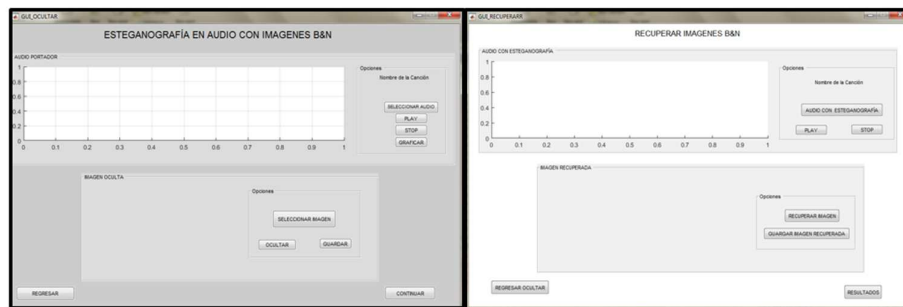 GUI_OCULTAR
ESTEGANOGRAFÍA EN AUDIO CON IMAGENES B&N
AUDIO PORTADOR
1
0.8
0.6
0.4
0.2
0
0 0.1 0.2 0.3 0.4 0.5 0.6 0.7 0.8 0.9 1
Opciones
Nombre de la Canción
SELECCIONAR AUDIO
PLAY
STOP
GRAFICAR
IMAGEN OCULTA
Opciones
SELECCIONAR IMAGEN
OCULTAR GUARDAR
REGRESAR CONTINUAR
GUI_RECUPERARR
RECUPERAR IMAGENES B&N
AUDIO CON ESTEGANOGRAFÍA
1
0.8
0.6
0.4
0.2
0
0 0.1 0.2 0.3 0.4 0.5 0.6 0.7 0.8 0.9 1
Opciones
Nombre de la Canción
AUDIO CON ESTEGANOGRAFÍA
PLAY STOP
IMAGEN RECUPERADA
Opciones
RECUPERAR IMAGEN
GUARDAR IMAGEN RECUPERADA
REGRESAR OCULTAR RESULTADOS